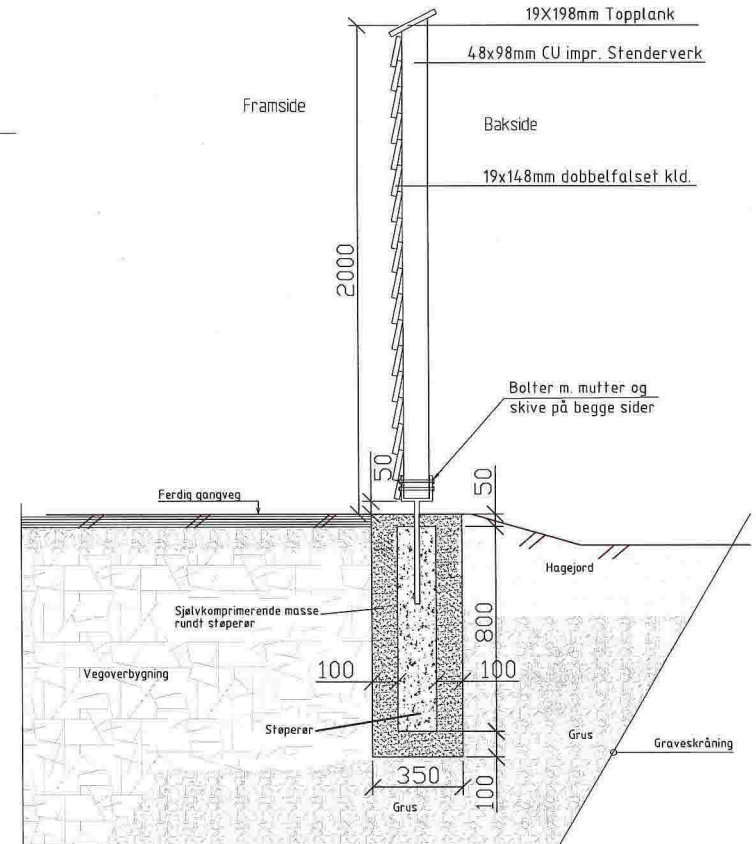 19X198mm Topplank
48x98mm CU impr. Stenderverk
Framside
Bakside
19x148mm dobbelfalset kld.
2000
Bolter m. mutter og
skive på begge sider
50
50
Ferdig gangveg
Hagejord
Sjølvkomprimerende masse
rundt støperør
800
Vegoverbygning
100
100
Støperør
Grus
Graveskråning
350
100
Grus